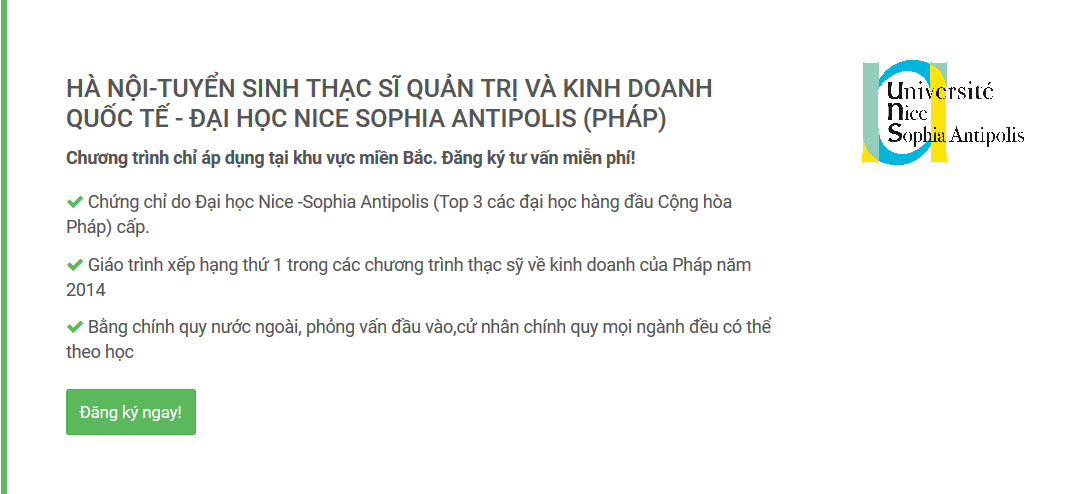 HÀ NỘI-TUYỂN SINH THẠC SĨ QUẢN TRỊ VÀ KINH DOANH
QUỐC TẾ - ĐẠI HỌC NICE SOPHIA ANTIPOLIS (PHÁP)
Chương trình chỉ áp dụng tại khu vực miền Bắc. Đăng ký tư vấn miễn phí!
Chứng chỉ do Đại học Nice -Sophia Antipolis (Top 3 các đại học hàng đầu Cộng hòa
Pháp) cấp.
Giáo trình xếp hạng thứ 1 trong các chương trình thạc sỹ về kinh doanh của Pháp năm
2014
Bằng chính quy nước ngoài, phỏng vấn đầu vào,cử nhân chính quy mọi ngành đều có thể
theo học
Đăng ký ngay!
Université
Nice
Sophia Antipolis